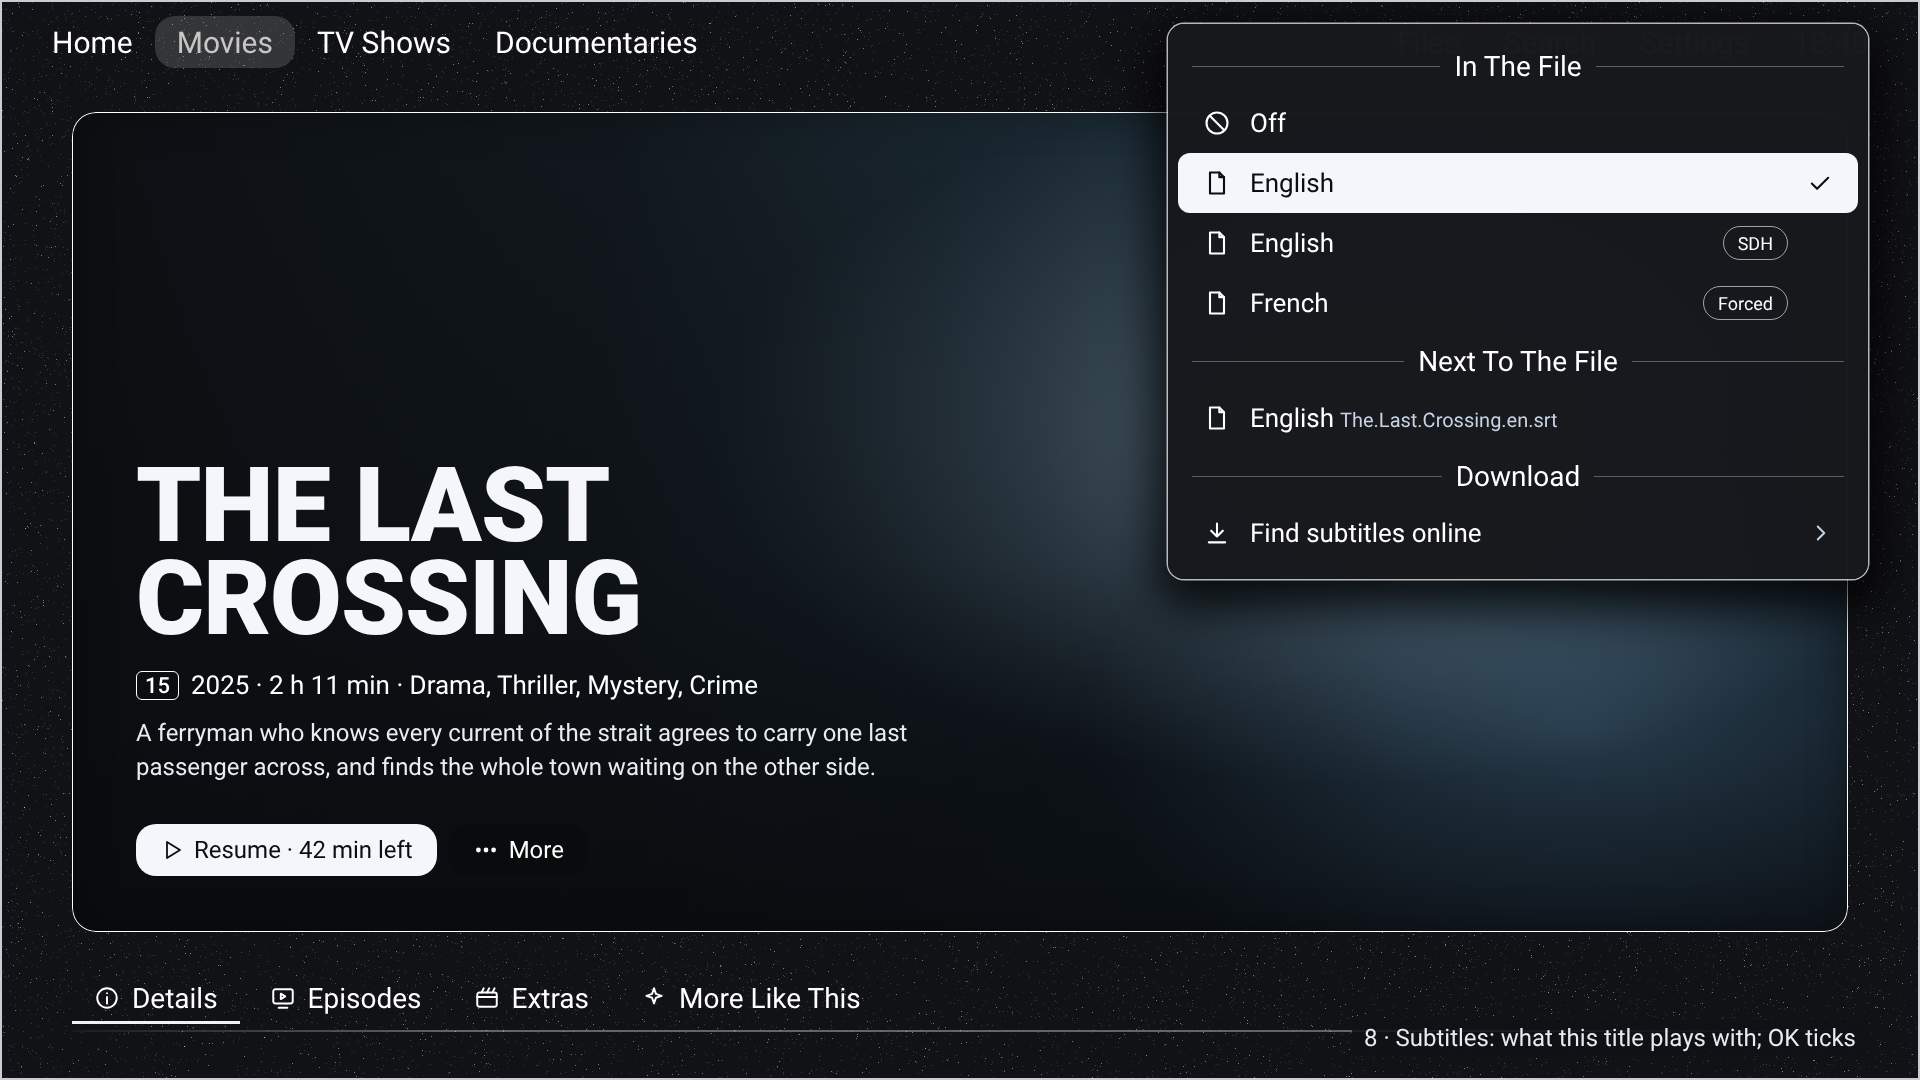 Home
Movies
TV Shows
Documentaries
Files
Search
Settings
In The File
Off
English
English SDH
French Forced
Next To The File
English The.Last.Crossing.en.srt
Download
Find subtitles online
THE LAST
CROSSING
15 2025 · 2 h 11 min · Drama, Thriller, Mystery, Crime
A ferryman who knows every current of the strait agrees to carry one last
passenger across, and finds the whole town waiting on the other side.
Resume · 42 min left
More
Details
Episodes
Extras
More Like This
8 · Subtitles: what this title plays with; OK ticks